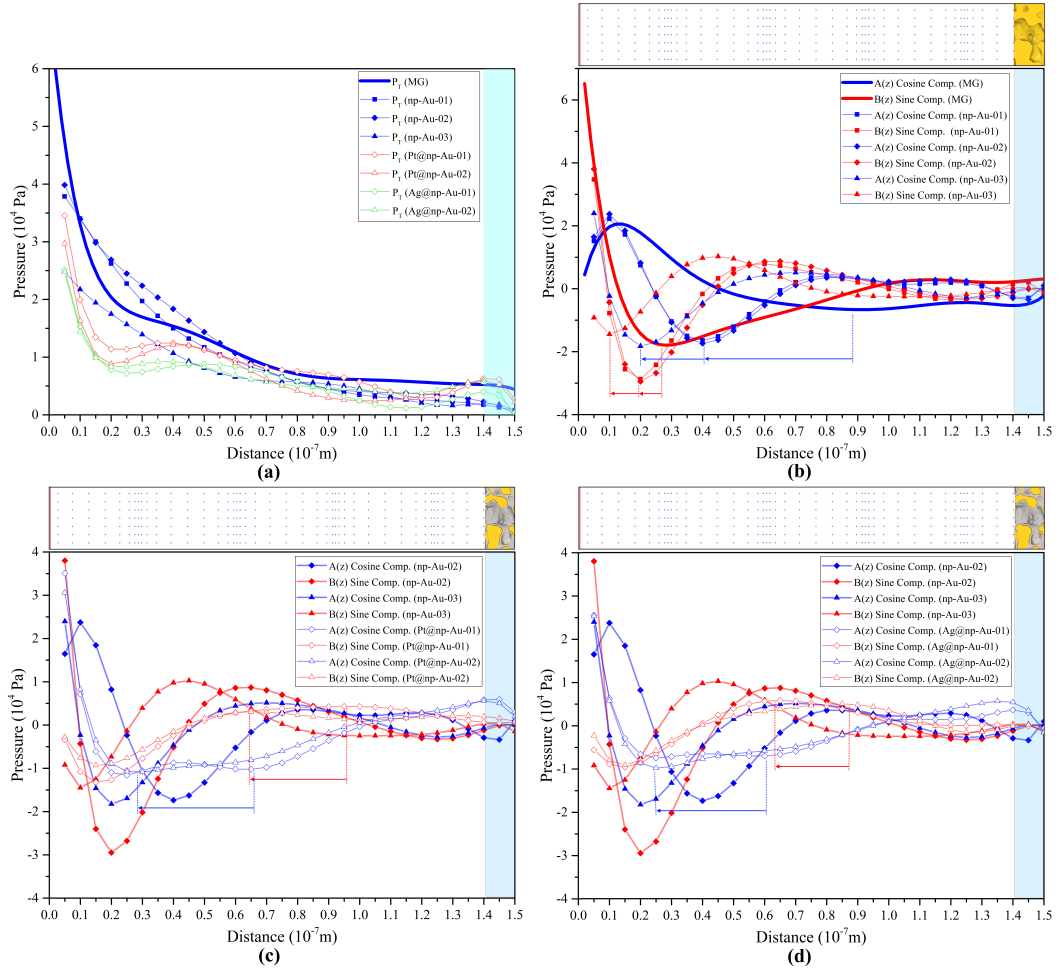 6
5
4
3
2
1
0
Pressure (10^4 Pa)
P_T (MG)
P_T (np-Au-01)
P_T (np-Au-02)
P_T (np-Au-03)
P_T (Pt@np-Au-01)
P_T (Pt@np-Au-02)
P_T (Ag@np-Au-01)
P_T (Ag@np-Au-02)
0.0 0.1 0.2 0.3 0.4 0.5 0.6 0.7 0.8 0.9 1.0 1.1 1.2 1.3 1.4 1.5
Distance (10^-7m)
(a)
6
4
2
0
-2
-4
Pressure (10^4 Pa)
A(z) Cosine Comp. (MG)
B(z) Sine Comp. (MG)
A(z) Cosine Comp. (np-Au-01)
B(z) Sine Comp. (np-Au-01)
A(z) Cosine Comp. (np-Au-02)
B(z) Sine Comp. (np-Au-02)
A(z) Cosine Comp. (np-Au-03)
B(z) Sine Comp. (np-Au-03)
0.0 0.1 0.2 0.3 0.4 0.5 0.6 0.7 0.8 0.9 1.0 1.1 1.2 1.3 1.4 1.5
Distance (10^-7m)
(b)
4
3
2
1
0
-1
-2
-3
-4
Pressure (10^4 Pa)
A(z) Cosine Comp. (np-Au-02)
B(z) Sine Comp. (np-Au-02)
A(z) Cosine Comp. (np-Au-03)
B(z) Sine Comp. (np-Au-03)
A(z) Cosine Comp. (Pt@np-Au-01)
B(z) Sine Comp. (Pt@np-Au-01)
A(z) Cosine Comp. (Pt@np-Au-02)
B(z) Sine Comp. (Pt@np-Au-02)
0.0 0.1 0.2 0.3 0.4 0.5 0.6 0.7 0.8 0.9 1.0 1.1 1.2 1.3 1.4 1.5
Distance (10^-7m)
(c)
4
3
2
1
0
-1
-2
-3
-4
Pressure (10^4 Pa)
A(z) Cosine Comp. (np-Au-02)
B(z) Sine Comp. (np-Au-02)
A(z) Cosine Comp. (np-Au-03)
B(z) Sine Comp. (np-Au-03)
A(z) Cosine Comp. (Ag@np-Au-01)
B(z) Sine Comp. (Ag@np-Au-01)
A(z) Cosine Comp. (Ag@np-Au-02)
B(z) Sine Comp. (Ag@np-Au-02)
0.0 0.1 0.2 0.3 0.4 0.5 0.6 0.7 0.8 0.9 1.0 1.1 1.2 1.3 1.4 1.5
Distance (10^-7m)
(d)